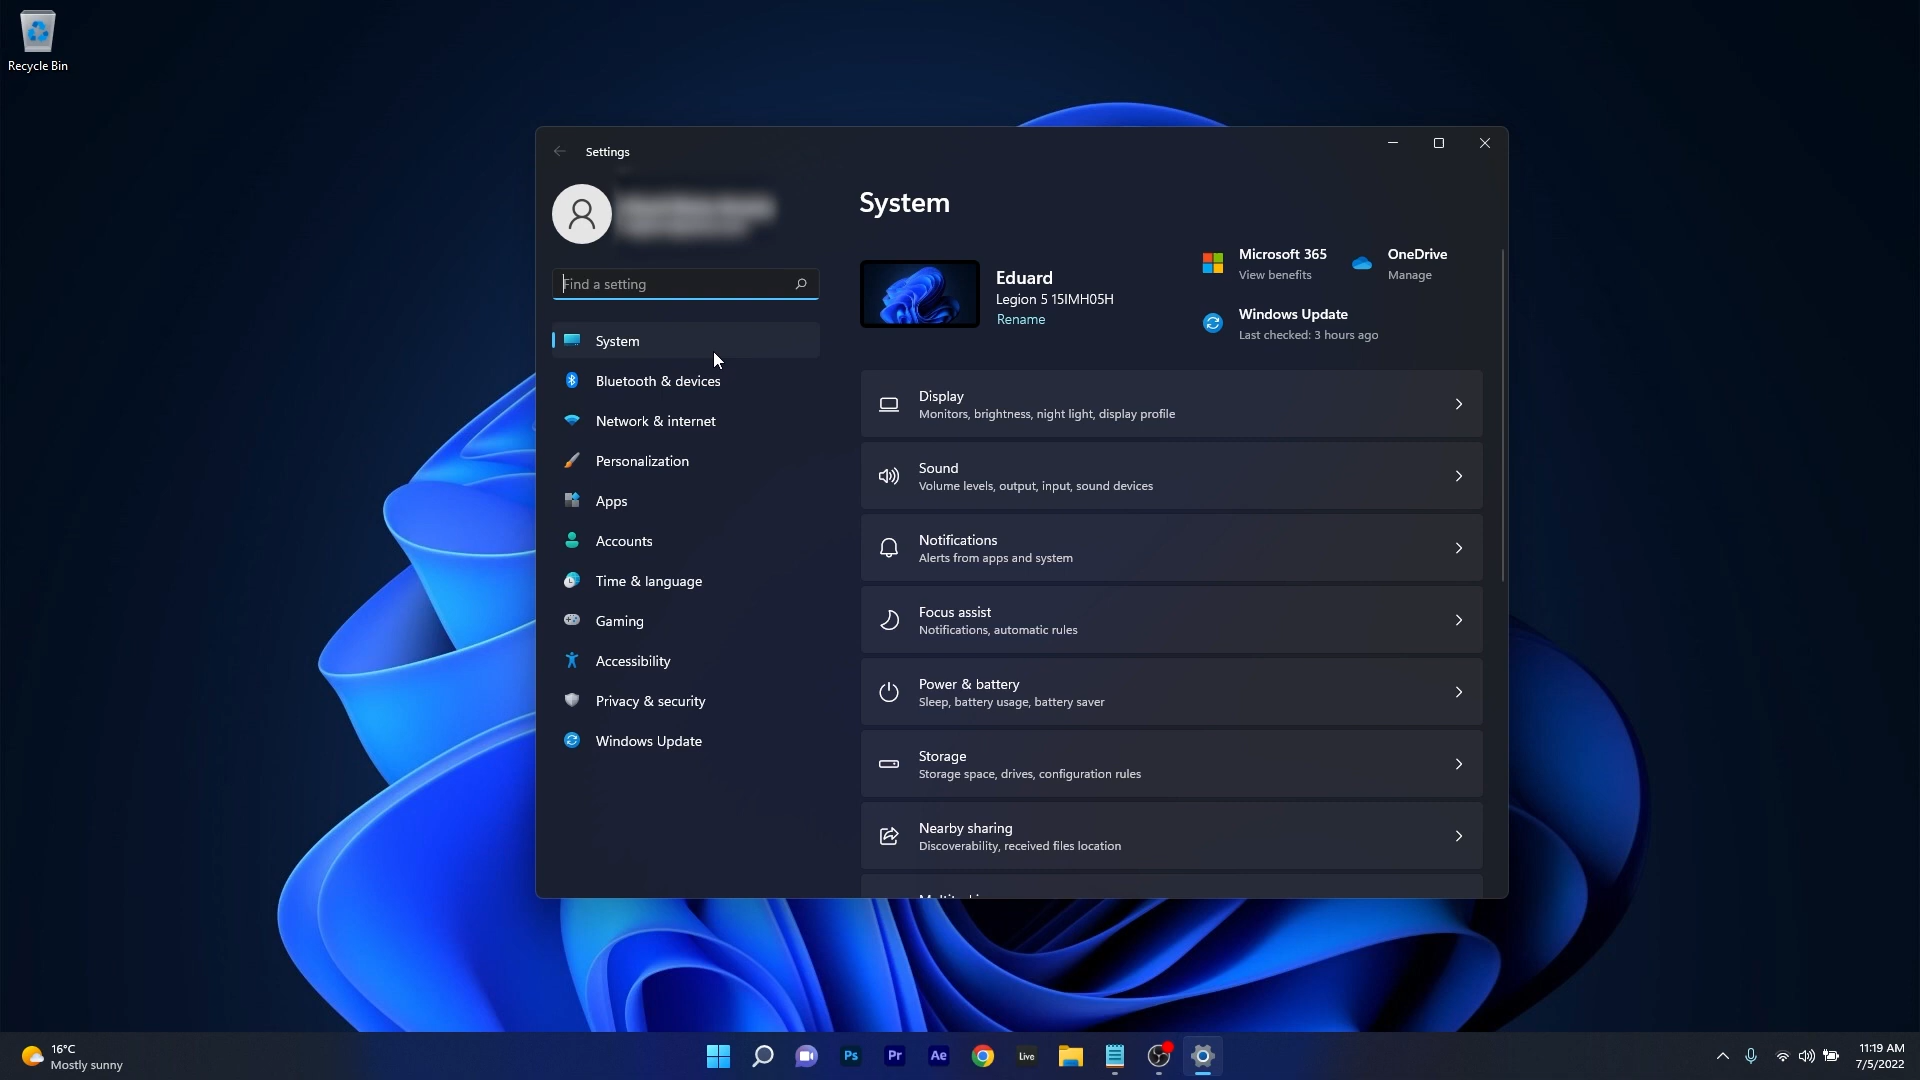 Recycle Bin
Settings
Find a setting
System
Bluetooth & devices
Network & internet
Personalization
Apps
Accounts
Time & language
Gaming
Accessibility
Privacy & security
Windows Update
System
Eduard
Legion 5 15IMH05H
Rename
Microsoft 365
View benefits
OneDrive
Manage
Windows Update
Last checked: 3 hours ago
Display
Monitors, brightness, night light, display profile
Sound
Volume levels, output, input, sound devices
Notifications
Alerts from apps and system
Focus assist
Notifications, automatic rules
Power & battery
Sleep, battery usage, battery saver
Storage
Storage space, drives, configuration rules
Nearby sharing
Discoverability, received files location
16°C
Mostly sunny
Ps
Pr
Ae
Live
11:19 AM
7/5/2022